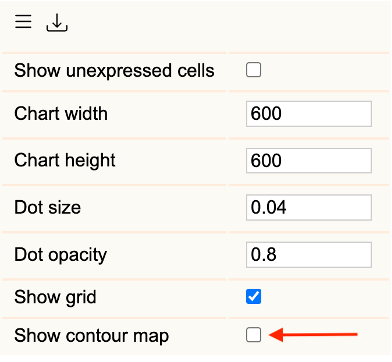 Show unexpressed cells
Chart width 600
Chart height 600
Dot size 0.04
Dot opacity 0.8
Show grid
Show contour map